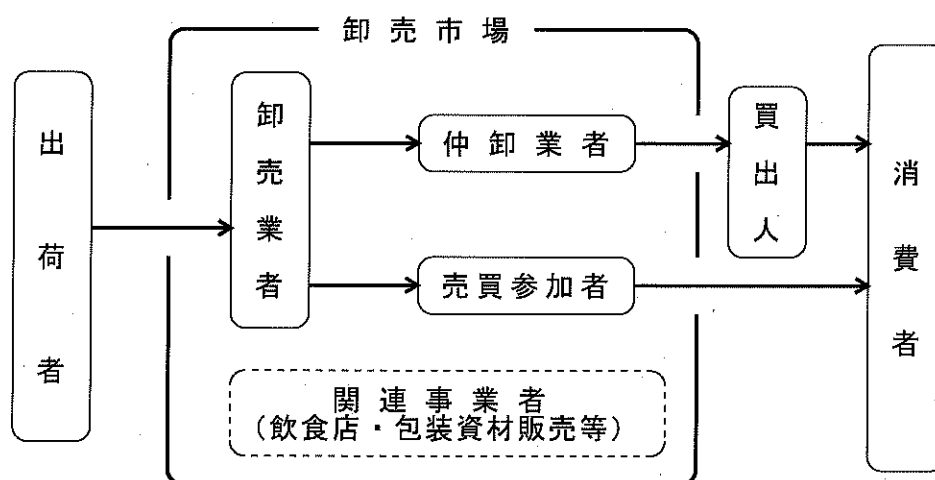 卸売市場
出荷者
卸売業者
仲卸業者
売買参加者
関連事業者
(飲食店・包装資材販売等)
買出人
消費者